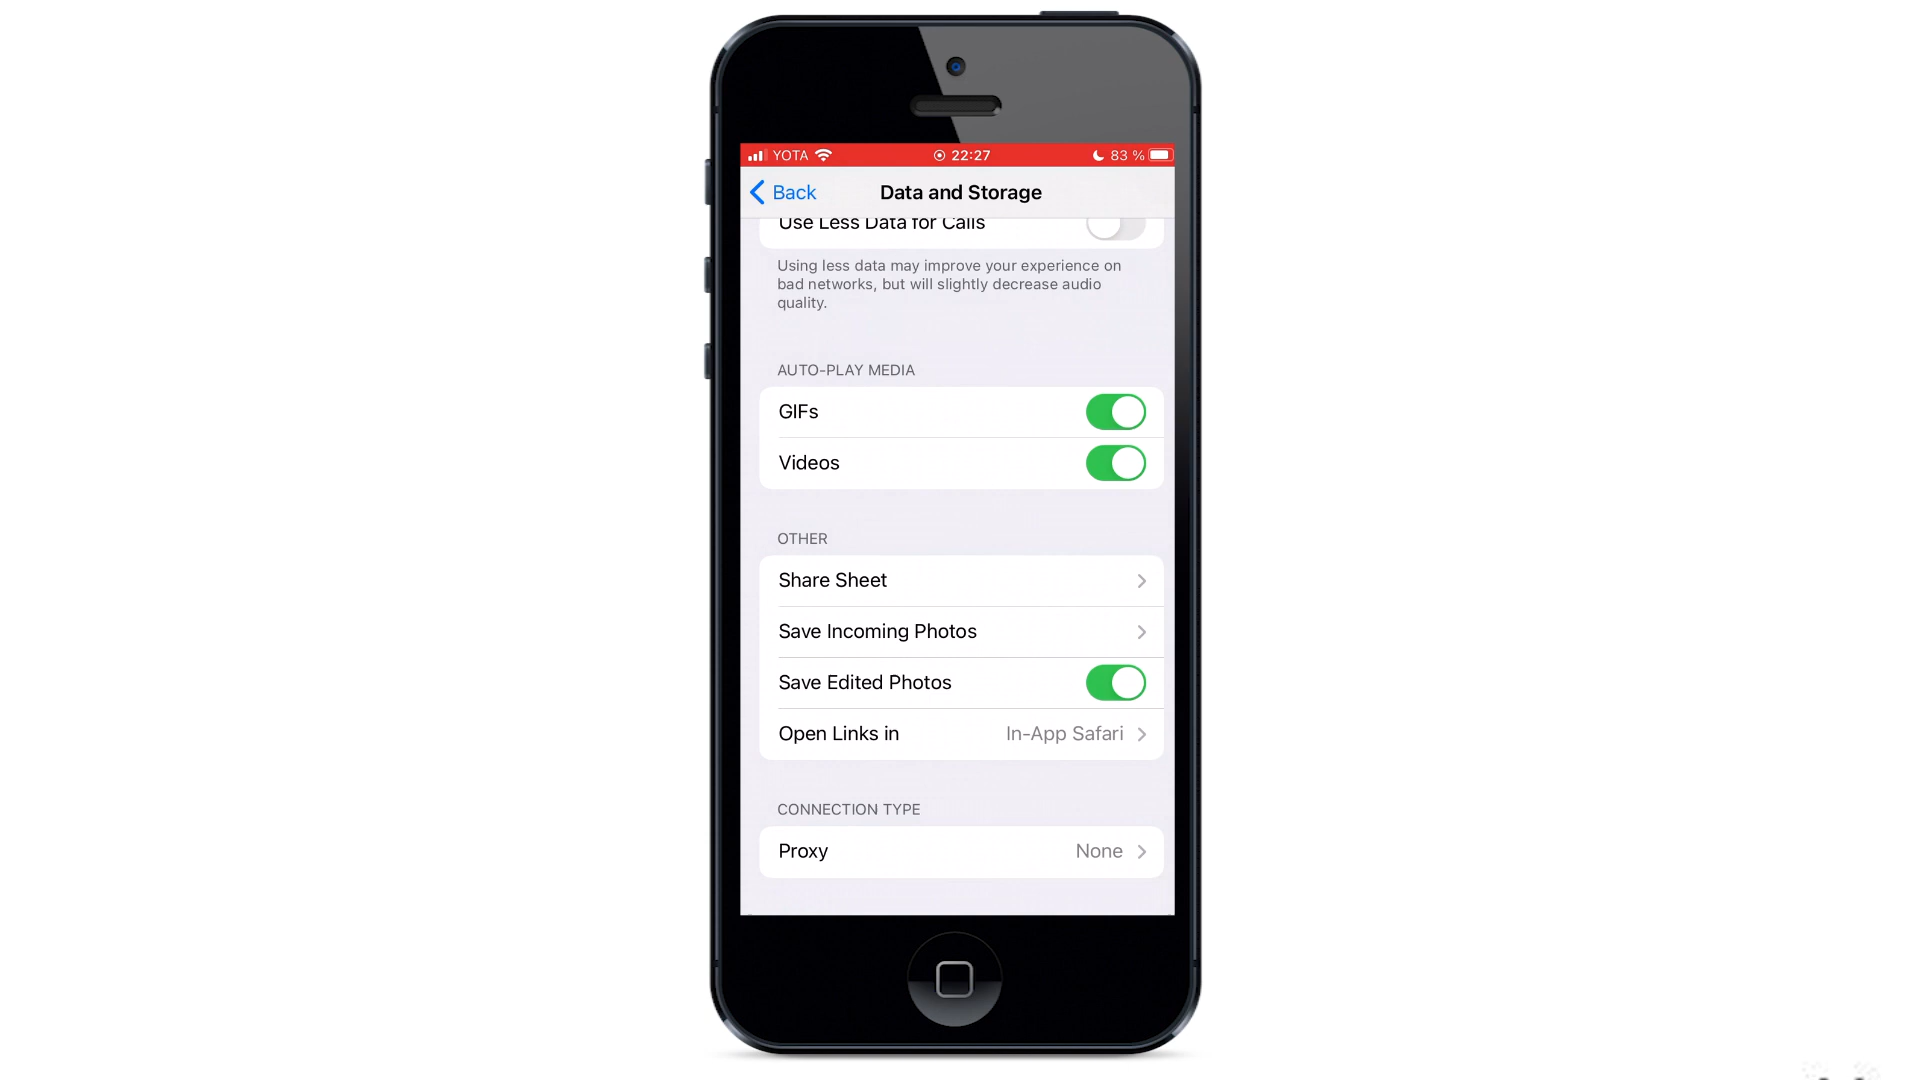 YOTA 22:27 83 %
Back Data and Storage
Use Less Data for Calls
Using less data may improve your experience on
bad networks, but will slightly decrease audio
quality.
AUTO-PLAY MEDIA
GIFs
Videos
OTHER
Share Sheet
Save Incoming Photos
Save Edited Photos
Open Links in In-App Safari
CONNECTION TYPE
Proxy None